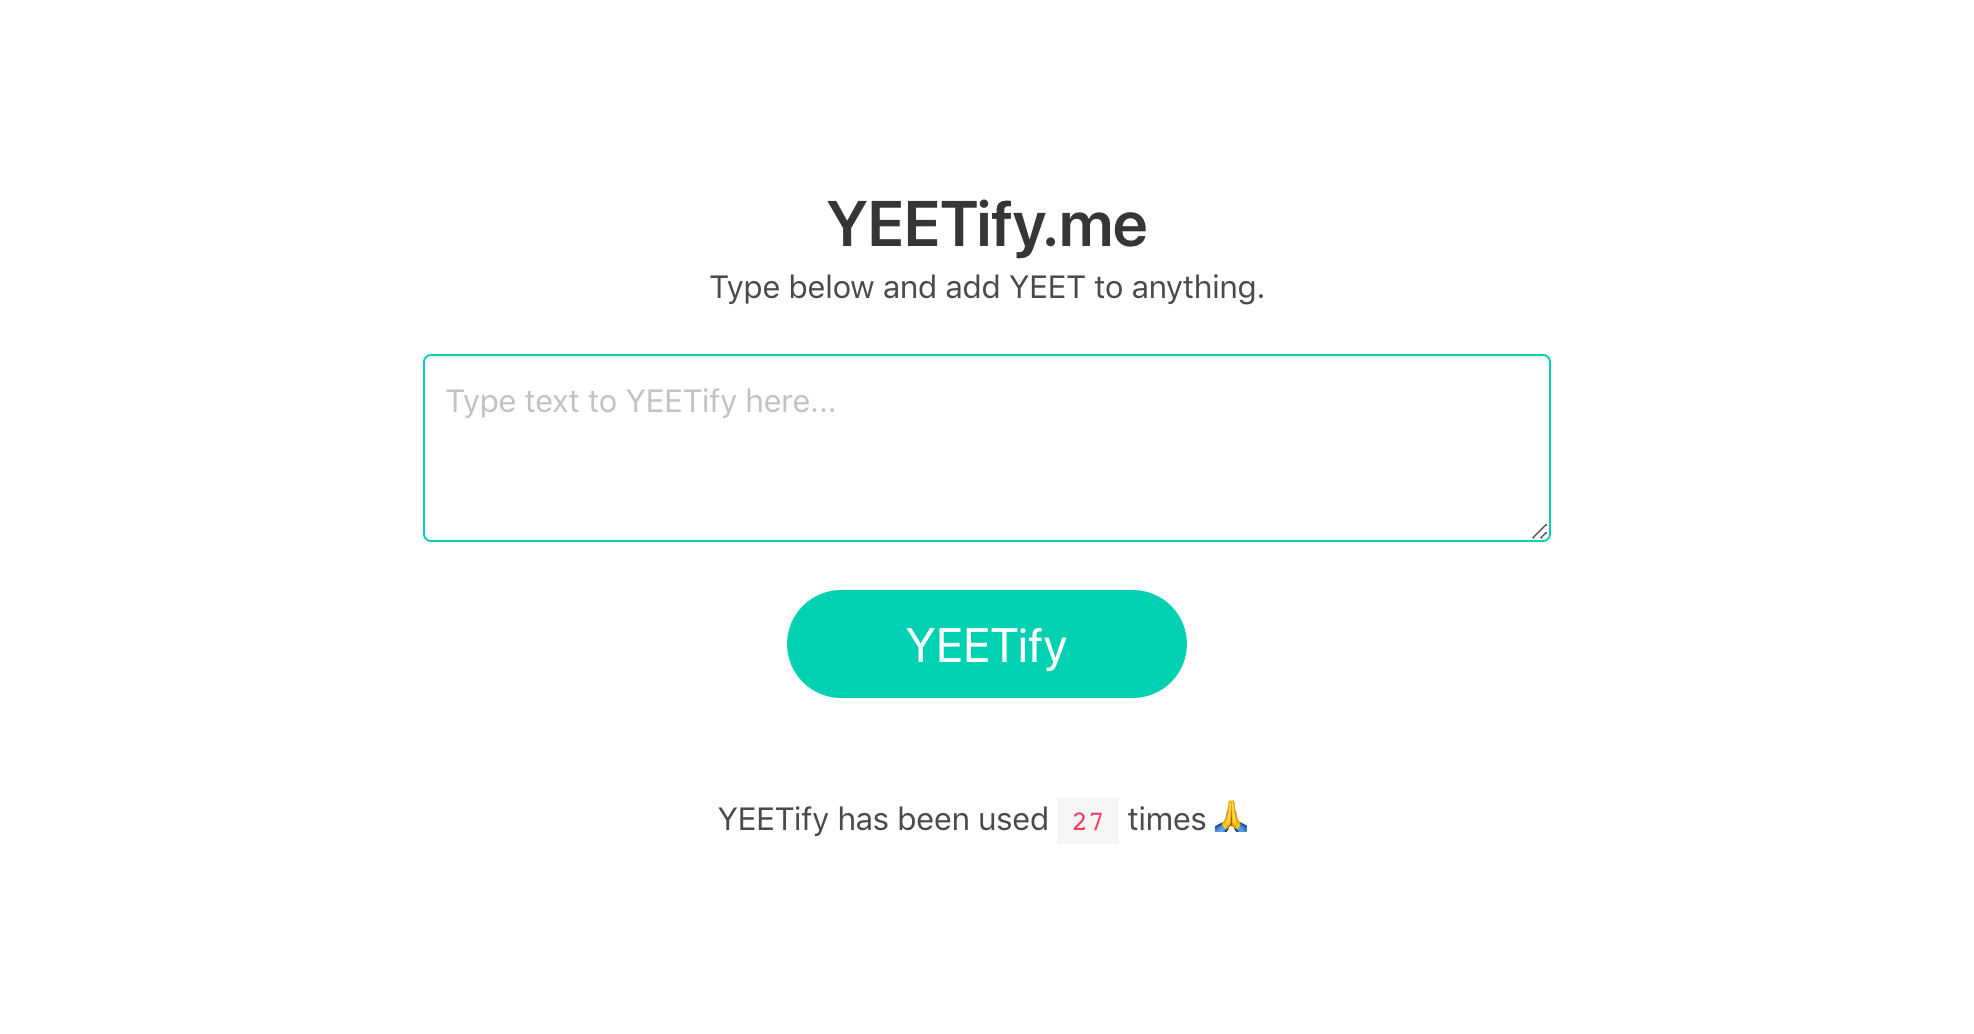 YEETify.me
Type below and add YEET to anything.
Type text to YEETify here...
YEETify
YEETify has been used 27 times 🙏